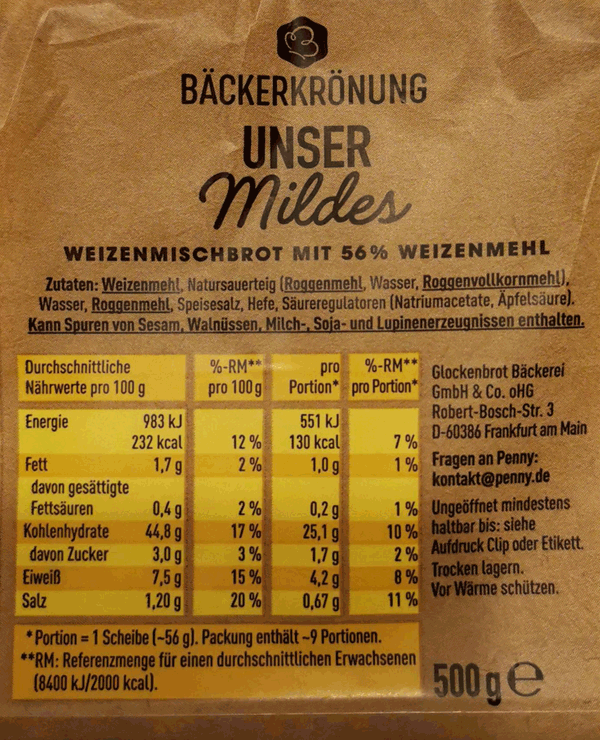 BÄCKERKRÖNUNG
UNSER
Mildes
WEIZENMISCHBROT MIT 56% WEIZENMEHL
Zutaten: Weizenmehl, Natursauerteig (Roggenmehl, Wasser, Roggenvollkornmehl),
Wasser, Roggenmehl, Speisesalz, Hefe, Säureregulatoren (Natriumacetate, Äpfelsäure).
Kann Spuren von Sesam, Walnüssen, Milch-, Soja- und Lupinenerzeugnissen enthalten.
Durchschnittliche %-RM** pro %-RM**
Nährwerte pro 100 g pro 100 g Portion* pro Portion*
Energie 983 kJ 551 kJ
232 kcal 12 % 130 kcal 7 %
Fett 1,7 g 2 % 1,0 g 1 %
davon gesättigte
Fettsäuren 0,4 g 2 % 0,2 g 1 %
Kohlenhydrate 44,8 g 17 % 25,1 g 10 %
davon Zucker 3,0 g 3 % 1,7 g 2 %
Eiweiß 7,5 g 15 % 4,2 g 8 %
Salz 1,20 g 20 % 0,67 g 11 %
*Portion = 1 Scheibe (~56 g). Packung enthält ~9 Portionen.
**RM: Referenzmenge für einen durchschnittlichen Erwachsenen
(8400 kJ/2000 kcal).
Glockenbrot Bäckerei
GmbH & Co. oHG
Robert-Bosch-Str. 3
D-60386 Frankfurt am Main
Fragen an Penny:
kontakt@penny.de
Ungeöffnet mindestens
haltbar bis: siehe
Aufdruck Clip oder Etikett.
Trocken lagern.
Vor Wärme schützen.
500 g e